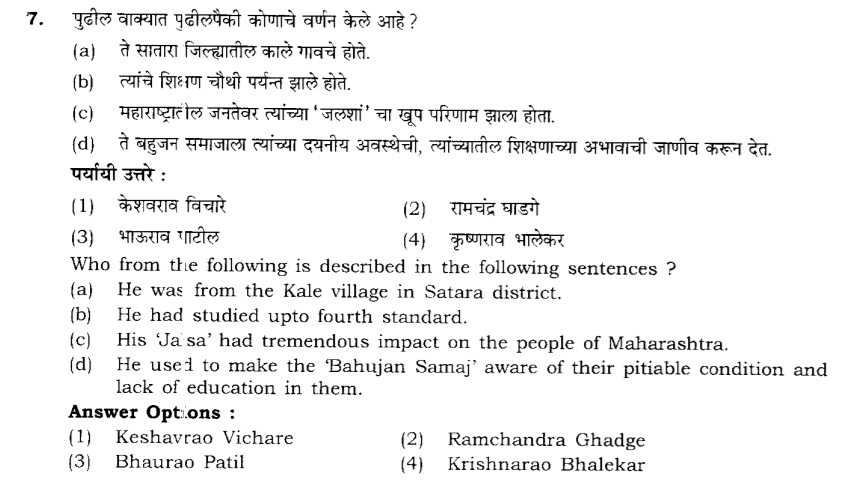 7. पुढील वाक्यात पुढीलपैकी कोणाचे वर्णन केले आहे ?
(a) ते सातारा जिल्ह्यातील काले गावचे होते.
(b) त्यांचे शिक्षण चौथी पर्यन्त झाले होते.
(c) महाराष्ट्रातील जनतेवर त्यांच्या 'जलशां' चा खूप परिणाम झाला होता.
(d) ते बहुजन समाजाला त्यांच्या दयनीय अवस्थेची, त्यांच्यातील शिक्षणाच्या अभावाची जाणीव करून देत.
पर्यायी उत्तरे :
(1) केशवराव विचारे (2) रामचंद्र घाडगे
(3) भाऊराव पाटील (4) कृष्णराव भालेकर
Who from the following is described in the following sentences ?
(a) He was from the Kale village in Satara district.
(b) He had studied upto fourth standard.
(c) His 'Jalsa' had tremendous impact on the people of Maharashtra.
(d) He used to make the 'Bahujan Samaj' aware of their pitiable condition and
lack of education in them.
Answer Options :
(1) Keshavrao Vichare (2) Ramchandra Ghadge
(3) Bhaurao Patil (4) Krishnarao Bhalekar